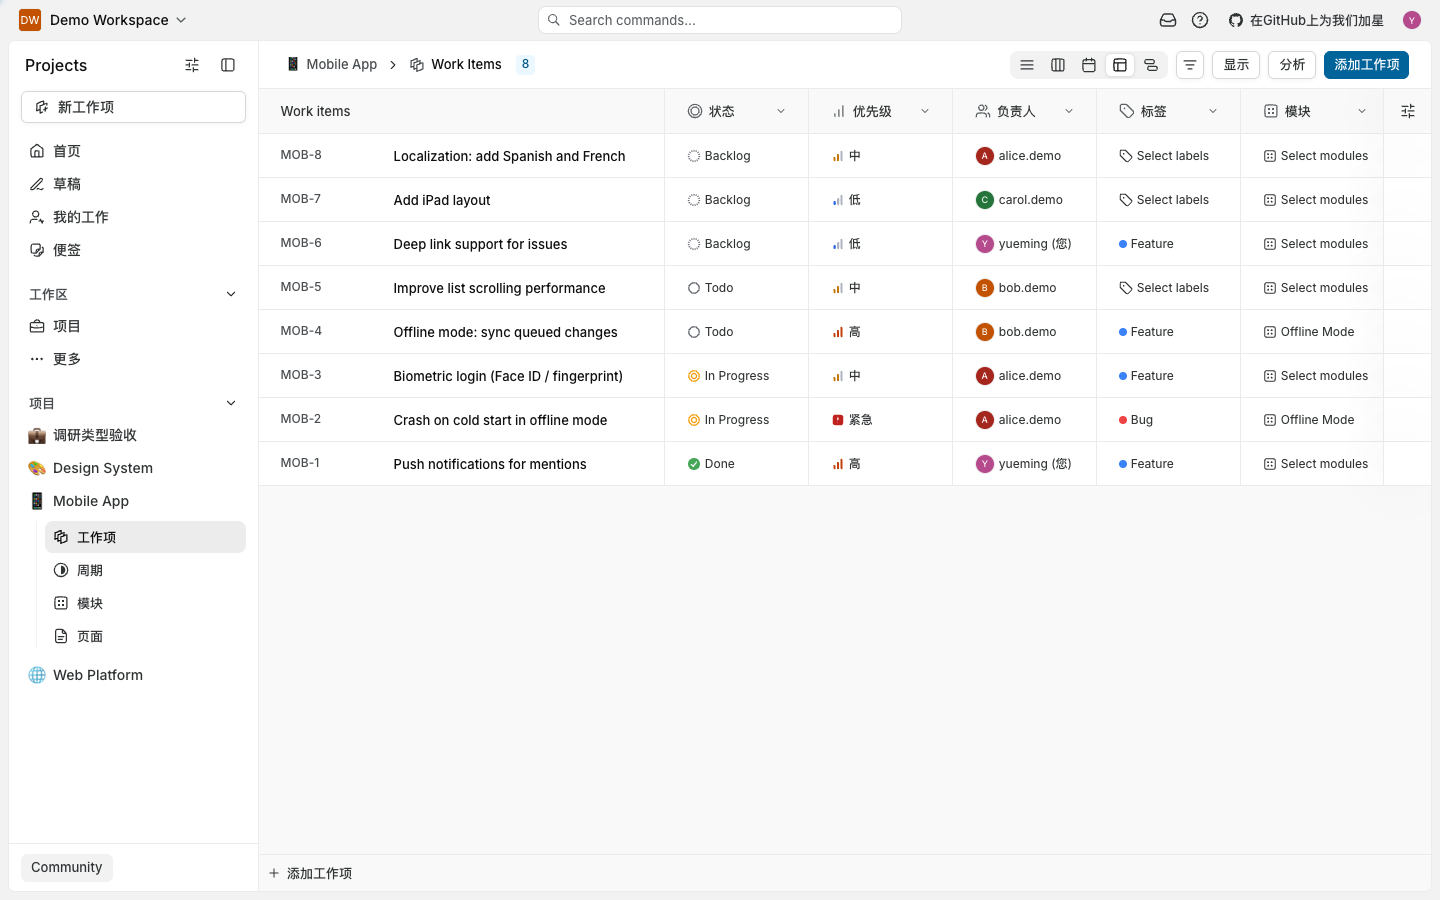 DW Demo Workspace
Search commands...
在GitHub上为我们加星
Y
Projects
新工作项
首页
草稿
我的工作
便签
工作区
项目
更多
项目
调研类型验收
Design System
Mobile App
工作项
周期
模块
页面
Web Platform
Community
Mobile App
Work Items
8
显示
分析
添加工作项
Work items
状态
优先级
负责人
标签
模块
MOB-8 Localization: add Spanish and French Backlog 中 A alice.demo Select labels Select modules
MOB-7 Add iPad layout Backlog 低 C carol.demo Select labels Select modules
MOB-6 Deep link support for issues Backlog 低 Y yueming (您) Feature Select modules
MOB-5 Improve list scrolling performance Todo 中 B bob.demo Select labels Select modules
MOB-4 Offline mode: sync queued changes Todo 高 B bob.demo Feature Offline Mode
MOB-3 Biometric login (Face ID / fingerprint) In Progress 中 A alice.demo Feature Select modules
MOB-2 Crash on cold start in offline mode In Progress 紧急 A alice.demo Bug Offline Mode
MOB-1 Push notifications for mentions Done 高 Y yueming (您) Feature Select modules
添加工作项